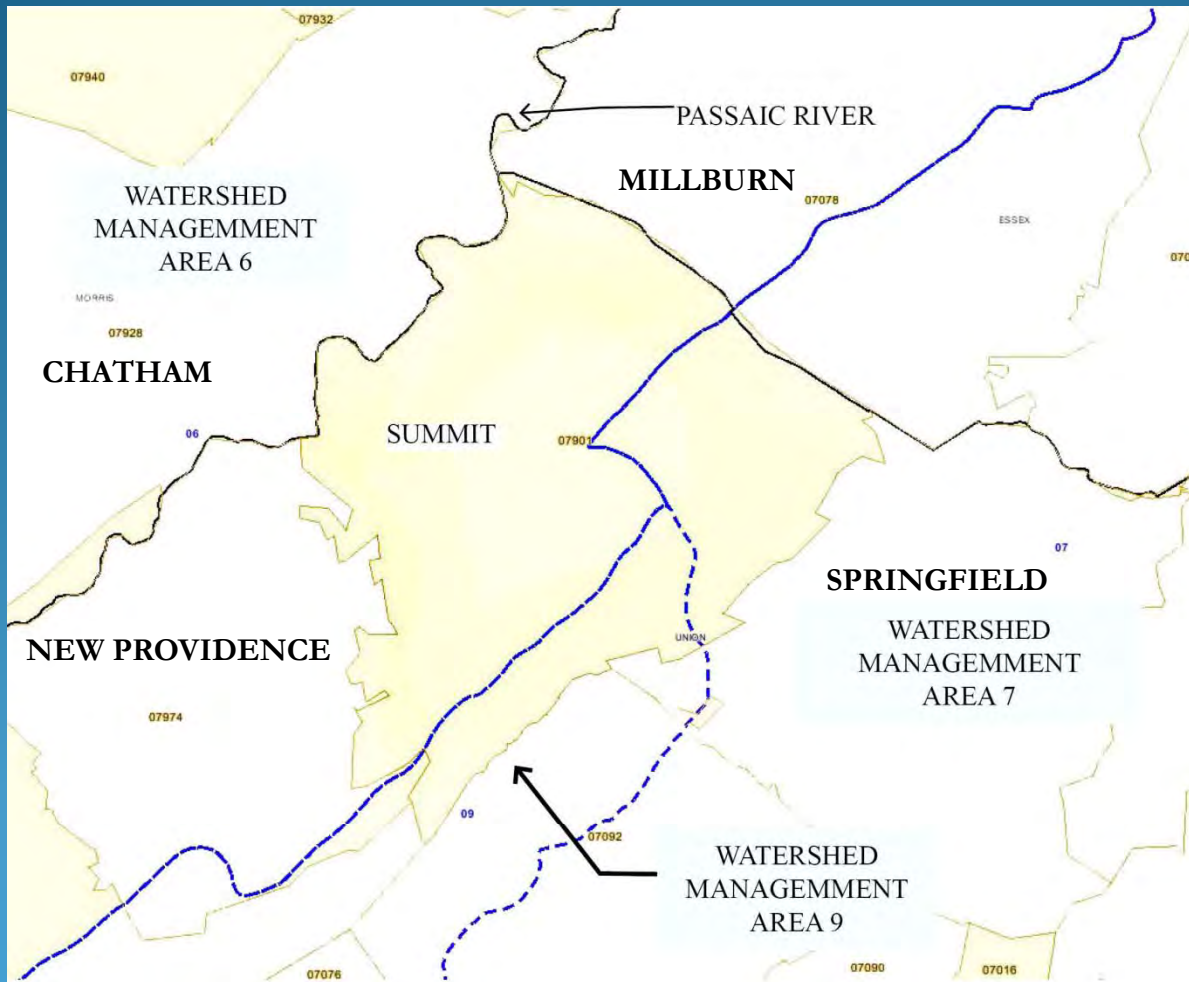 07932
07940
PASSAIC RIVER
MILLBURN
WATERSHED
MANAGEMMENT
AREA 6
07078
ESSEX
MORRIS
07928
CHATHAM
06
SUMMIT
07901
07
SPRINGFIELD
WATERSHED
MANAGEMMENT
AREA 7
UNION
NEW PROVIDENCE
07974
09
07092
WATERSHED
MANAGEMMENT
AREA 9
07076
07090
07016